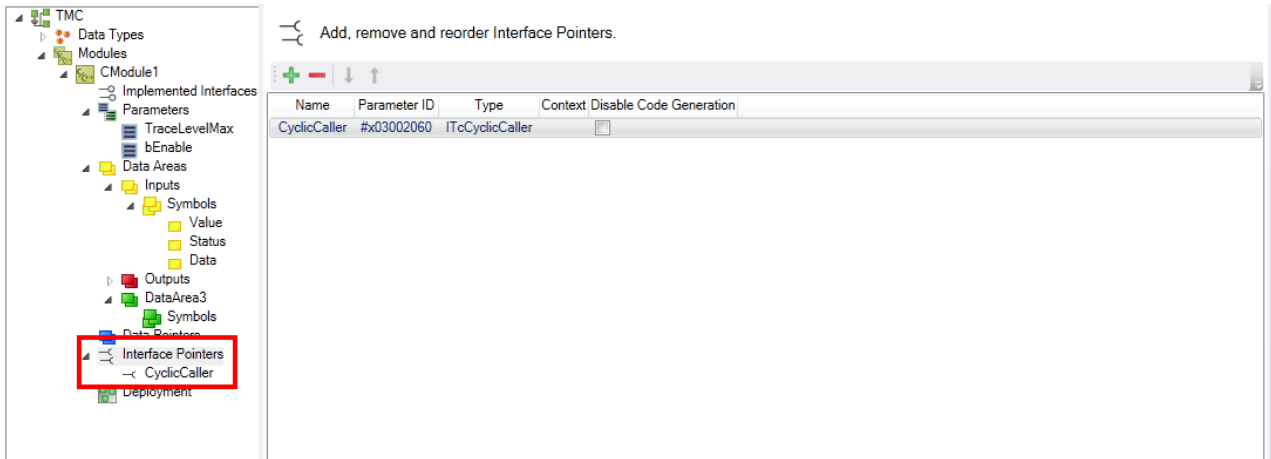 TMC
Data Types
Modules
CModule1
Implemented Interfaces
Parameters
TraceLevelMax
bEnable
Data Areas
Inputs
Symbols
Value
Status
Data
Outputs
DataArea3
Symbols
Data Pointers
Interface Pointers
CyclicCaller
Deployment
Add, remove and reorder Interface Pointers.
Name Parameter ID Type Context Disable Code Generation
CyclicCaller #x03002060 ITcCyclicCaller